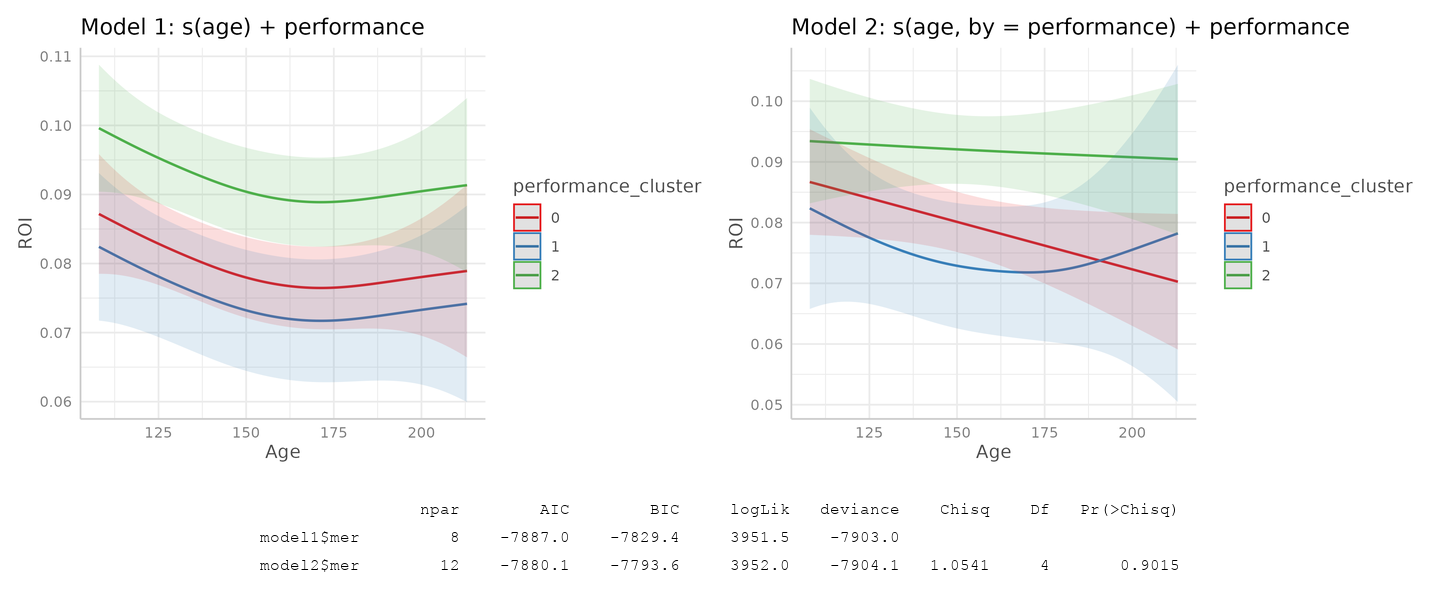 Model 1: s(age) + performance
0.11
0.10
0.09
0.08
0.07
0.06
ROI
125 150 175 200
Age
performance_cluster
0
1
2
Model 2: s(age, by = performance) + performance
0.10
0.09
0.08
0.07
0.06
0.05
ROI
125 150 175 200
Age
performance_cluster
0
1
2
npar AIC BIC logLik deviance Chisq Df Pr(>Chisq)
model1$mer 8 -7887.0 -7829.4 3951.5 -7903.0
model2$mer 12 -7880.1 -7793.6 3952.0 -7904.1 1.0541 4 0.9015